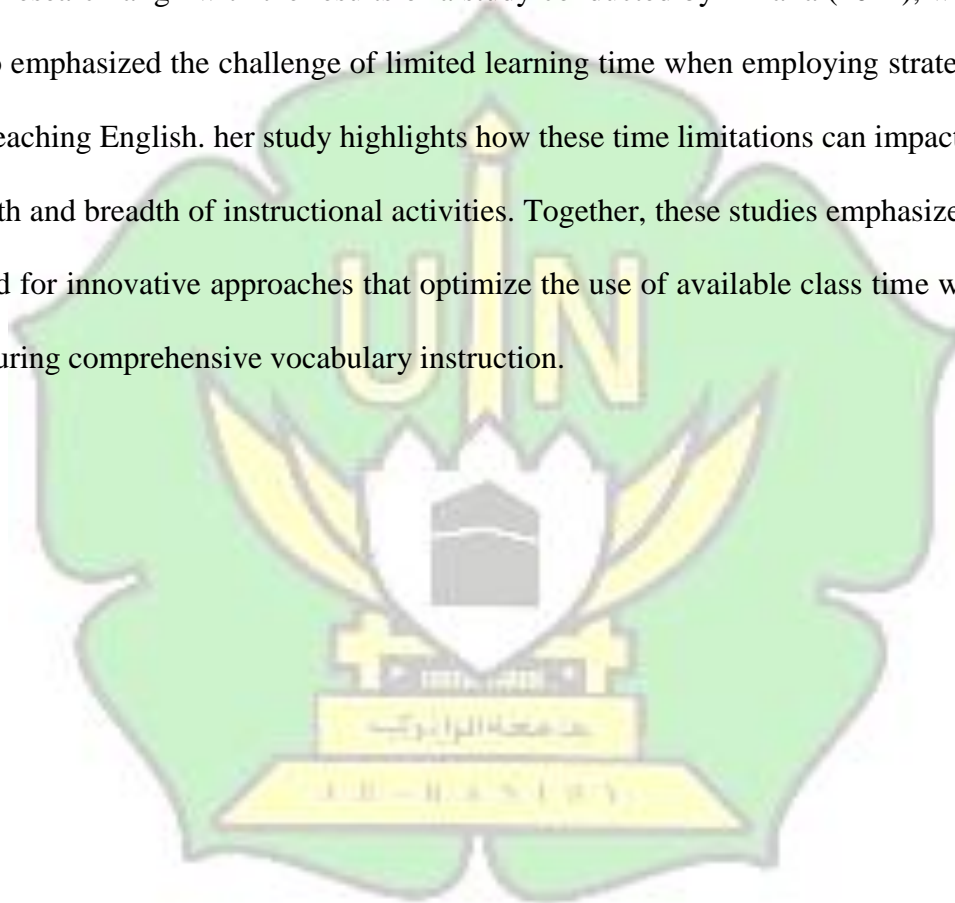 emphasized the challenge of limited learning time when employing strate
eaching English. her study highlights how these time limitations can impact
th and breadth of instructional activities. Together, these studies emphasize
d for innovative approaches that optimize the use of available class time w
uring comprehensive vocabulary instruction.
UIN